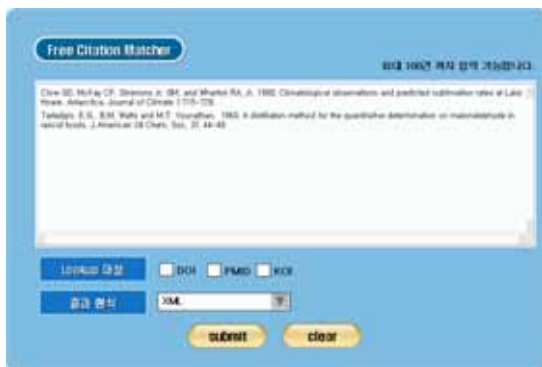 Free Citation Matcher
최대 100건 까지 입력 가능합니다.
Clow GD, McKay CP, Simmons Jr. GM, and Wharton RA, Jr. 1988. Climatological observations and predicted sublimation rates at Lake
Hoare, Antarctica. Journal of Climate 1:715-728.
Tarladgis, B.G., B.M. Watts and M.T. Younathan. 1960. A distillation method for the quantitative determination on malonaldehyde in
rancid foods. J.American Oil Chem. Soc. 37, 44-48
Lookup 대상
DOI PMID KOI
결과 형식
XML
submit clear